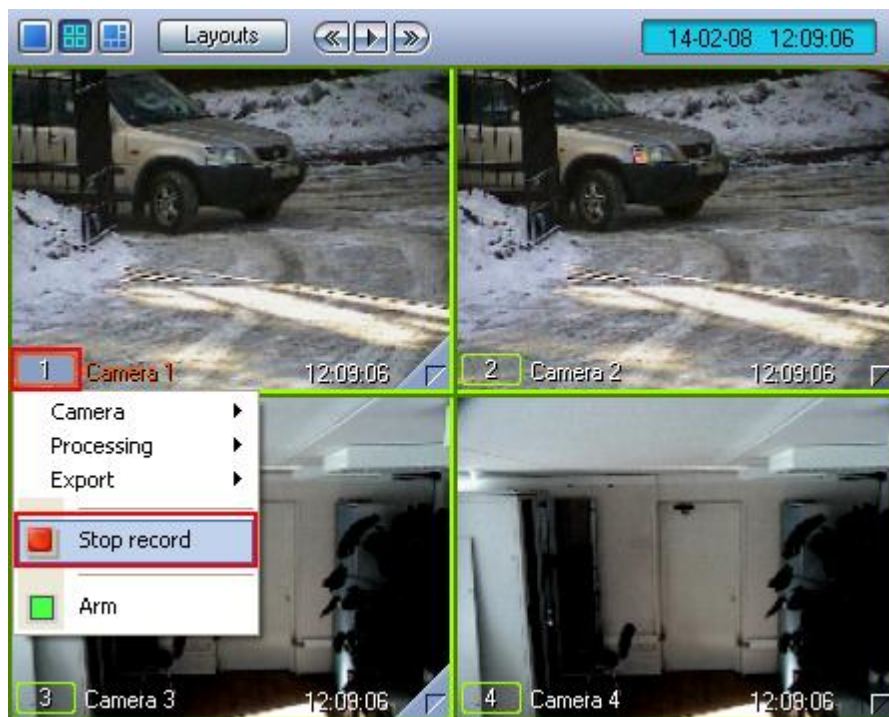 Layouts
14-02-08 12:09:06
1 Camera 1 12:09:06
2 Camera 2 12:09:06
Camera
Processing
Export
Stop record
Arm
3 Camera 3 12:09:06
4 Camera 4 12:09:06